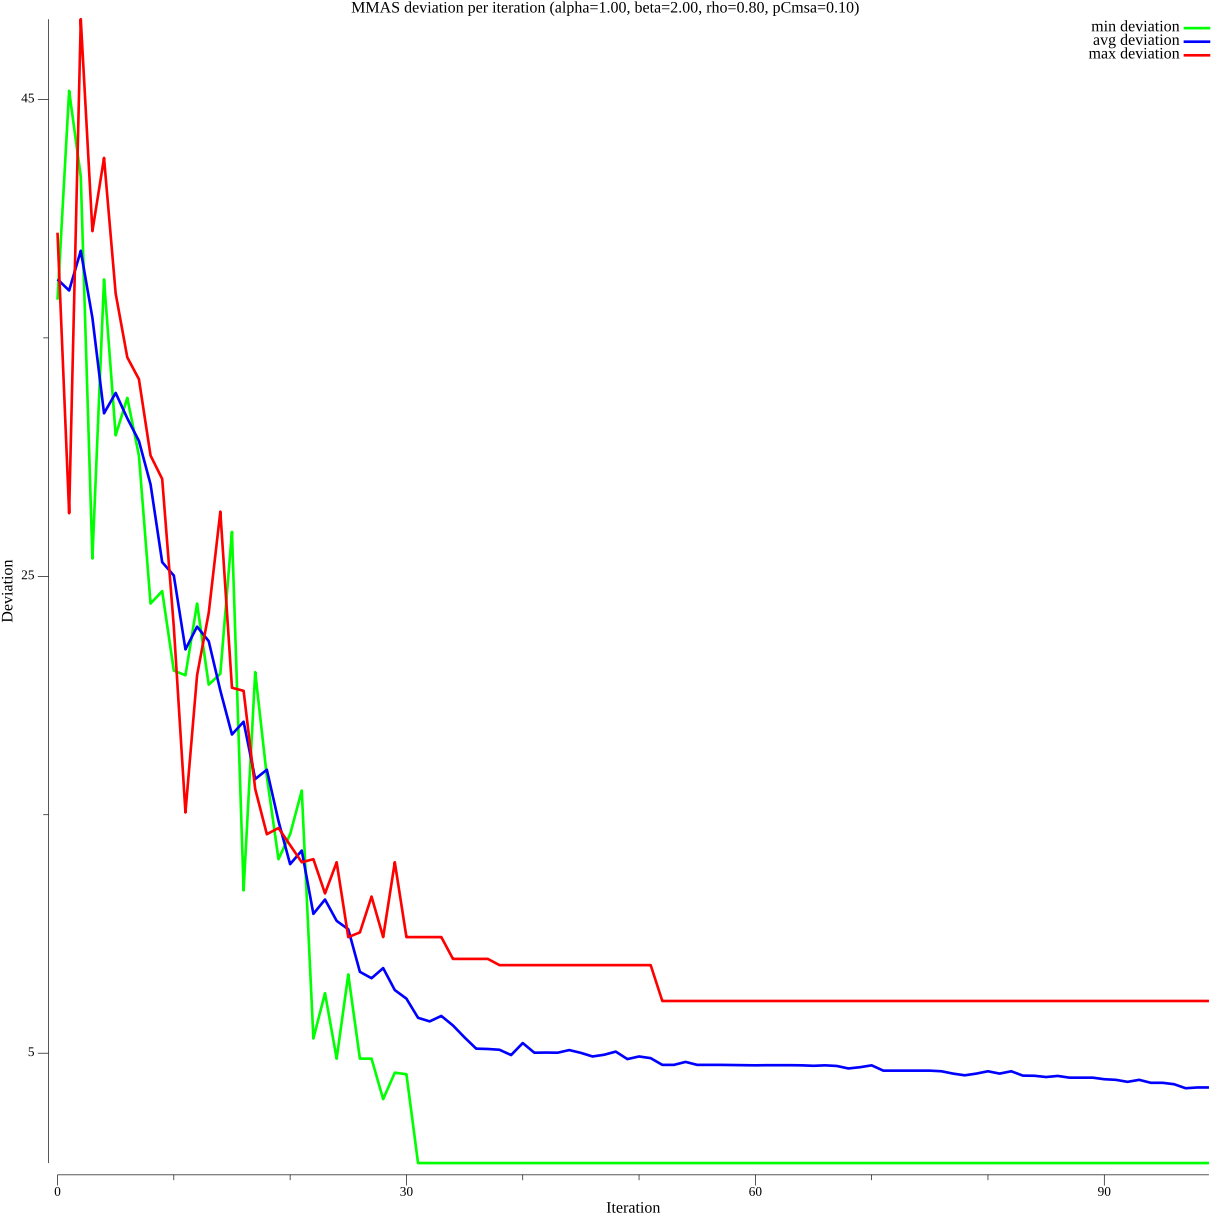 MMAS deviation per iteration (alpha=1.00, beta=2.00, rho=0.80, pCmsa=0.10)
min deviation
avg deviation
max deviation
45
25
5
Deviation
0 30 60 90
Iteration